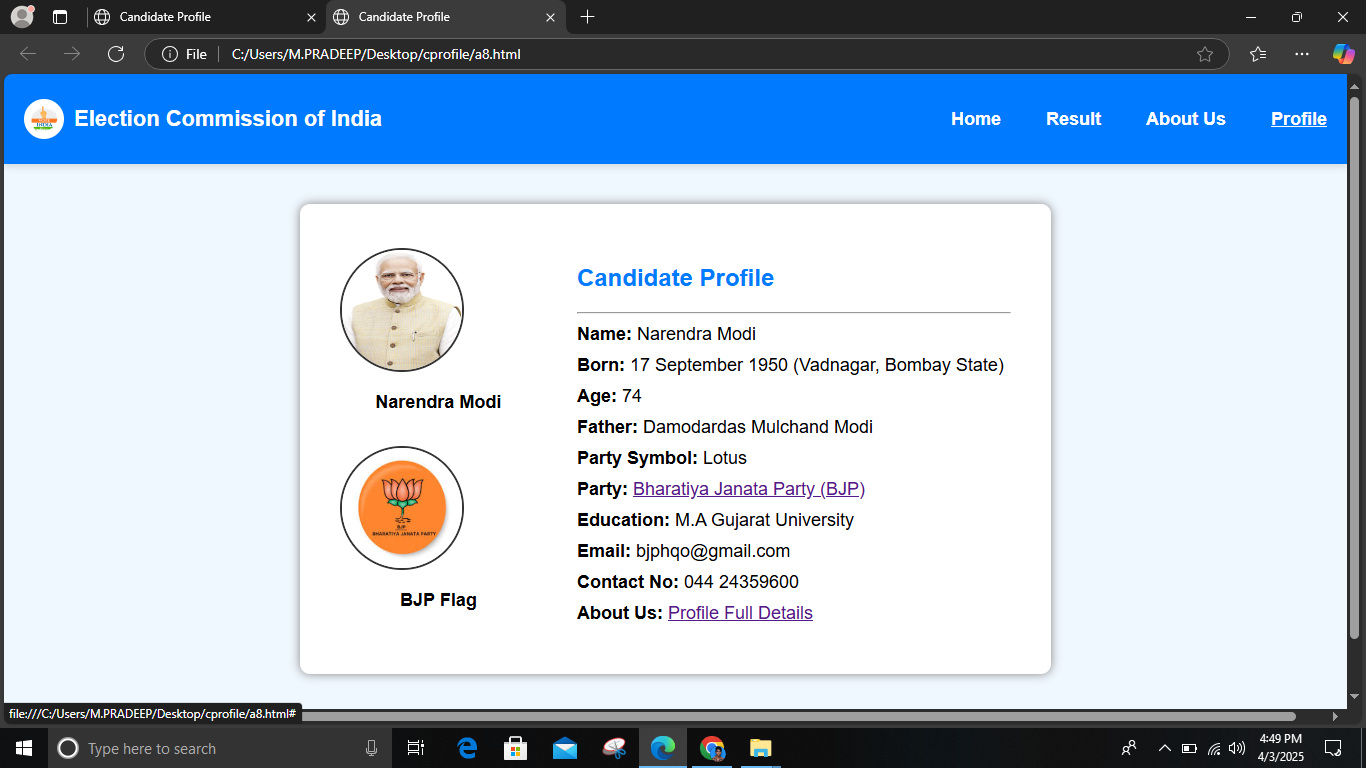 Candidate Profile
Candidate Profile
File
C:/Users/M.PRADEEP/Desktop/cprofile/a8.html
INDIA
Election Commission of India
Home
Result
About Us
Profile
Narendra Modi
BJP
BHARATIYA JANATA PARTY
BJP Flag
Candidate Profile
Name: Narendra Modi
Born: 17 September 1950 (Vadnagar, Bombay State)
Age: 74
Father: Damodardas Mulchand Modi
Party Symbol: Lotus
Party: Bharatiya Janata Party (BJP)
Education: M.A Gujarat University
Email: bjphqo@gmail.com
Contact No: 044 24359600
About Us: Profile Full Details
file:///C:/Users/M.PRADEEP/Desktop/cprofile/a8.html#
Type here to search
4:49 PM
4/3/2025